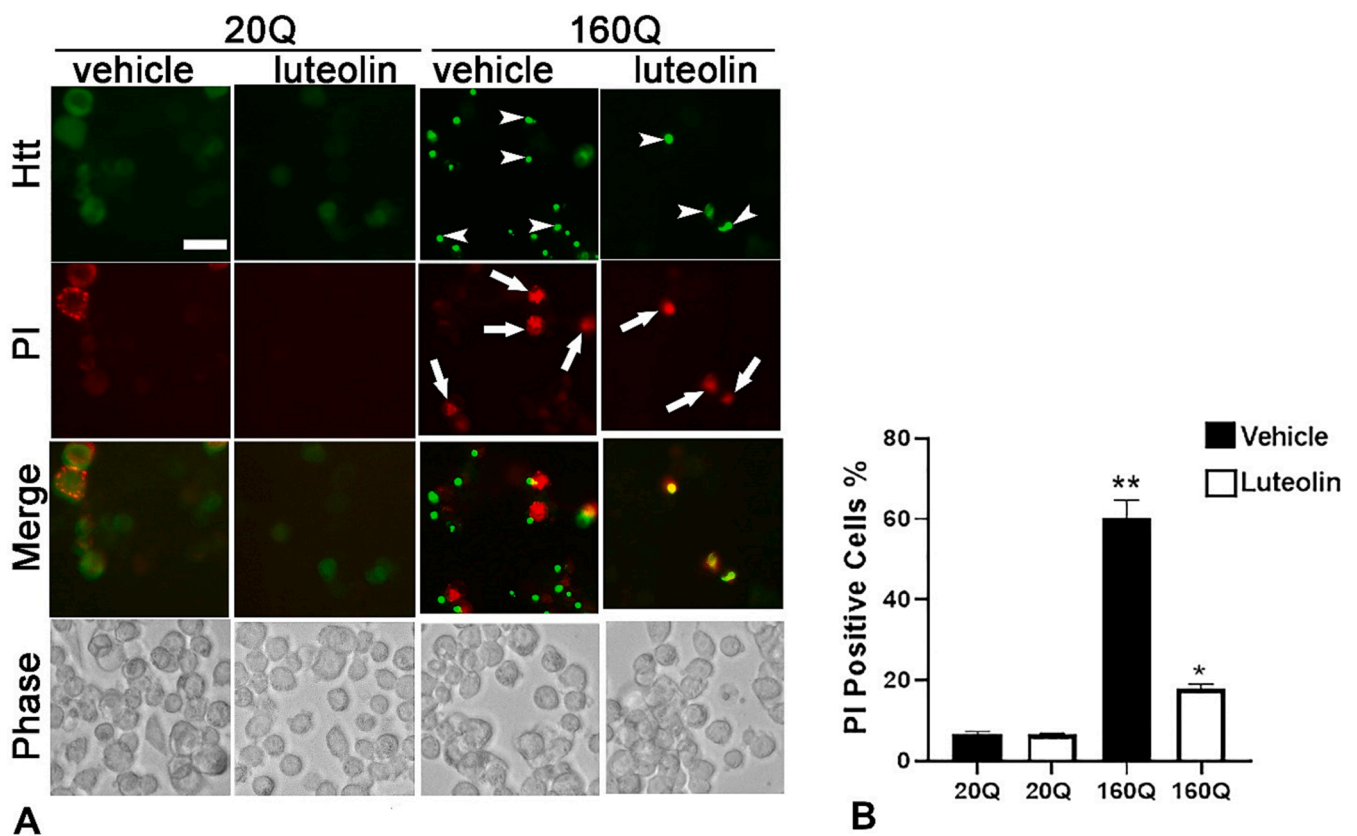 20Q 160Q
vehicle luteolin vehicle luteolin
Htt
PI
Merge
Phase
A
PI Positive Cells %
80
60
40
20
0
**
*
20Q 20Q 160Q 160Q
Vehicle
Luteolin
B